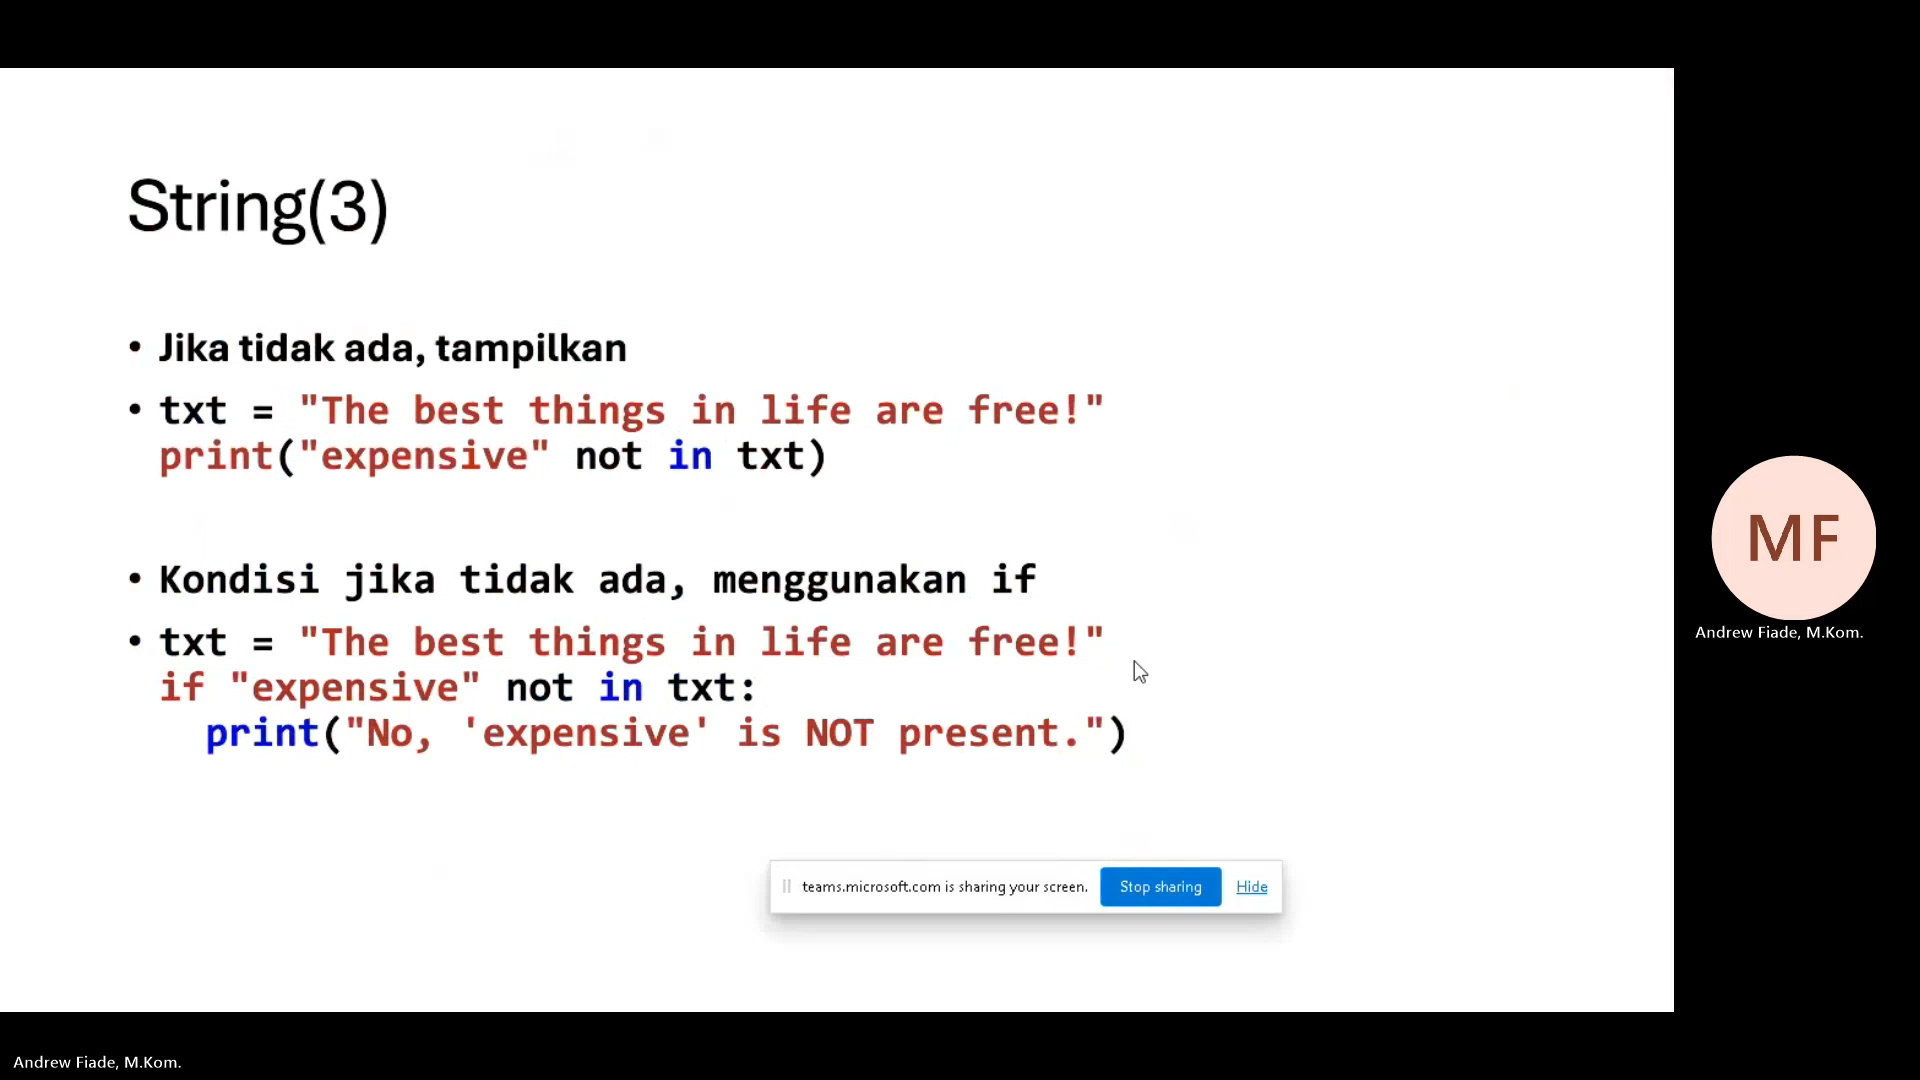 String(3)
• Jika tidak ada, tampilkan
• txt = "The best things in life are free!"
print("expensive" not in txt)
• Kondisi jika tidak ada, menggunakan if
• txt = "The best things in life are free!"
if "expensive" not in txt:
print("No, 'expensive' is NOT present.")
teams.microsoft.com is sharing your screen. Stop sharing Hide
MF
Andrew Fiade, M.Kom.
Andrew Fiade, M.Kom.